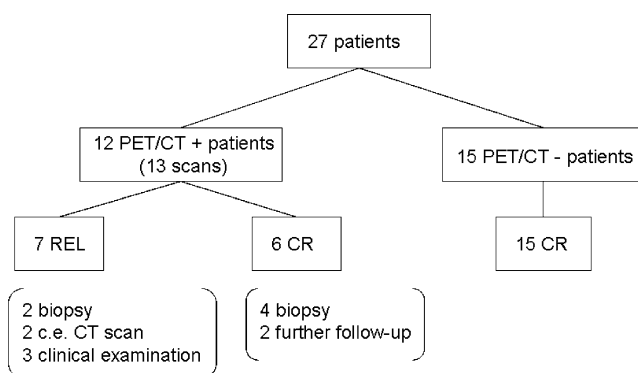 27 patients
12 PET/CT + patients
(13 scans)
15 PET/CT - patients
7 REL
6 CR
15 CR
2 biopsy
2 c.e. CT scan
3 clinical examination
4 biopsy
2 further follow-up